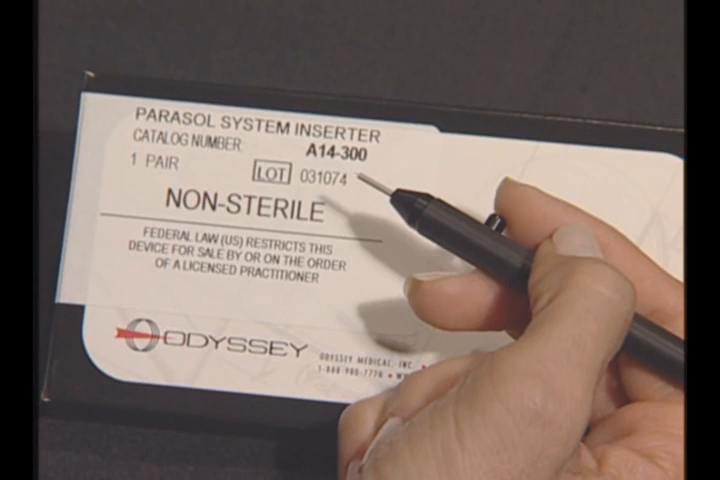 PARASOL SYSTEM INSERTER
CATALOG NUMBER A14-300
1 PAIR LOT 031074
NON-STERILE
FEDERAL LAW (US) RESTRICTS THIS
DEVICE FOR SALE BY OR ON THE ORDER
OF A LICENSED PRACTITIONER
ODYSSEY
ODYSSEY MEDICAL, INC.